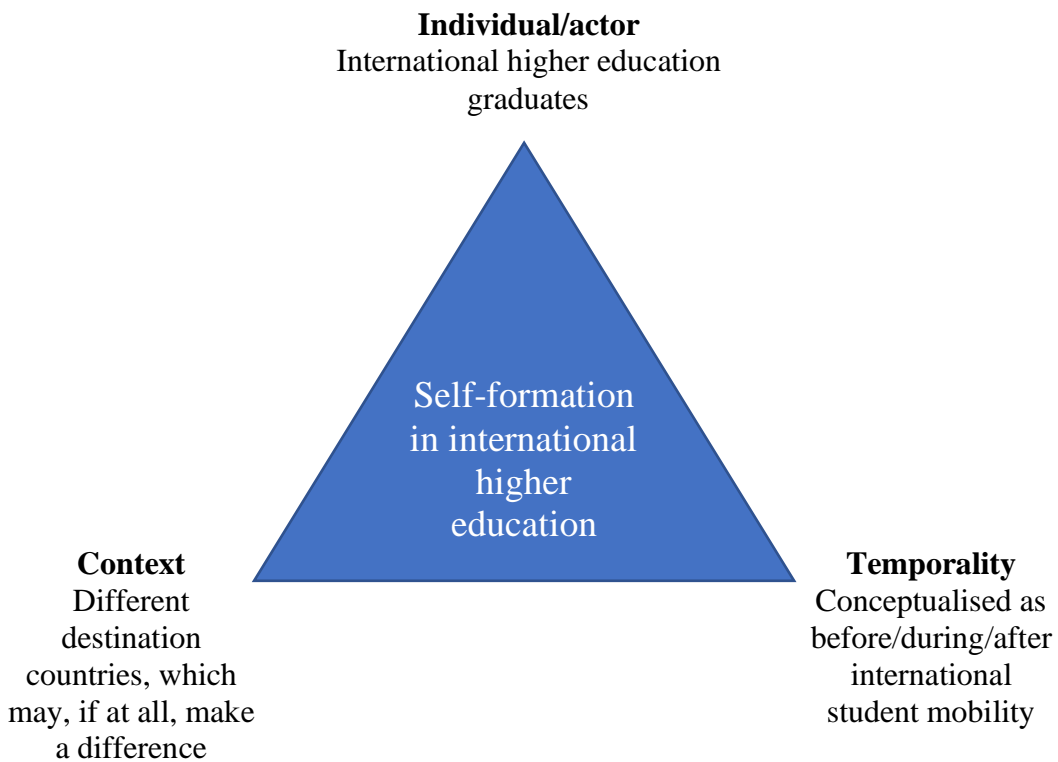 Individual/actor
International higher education
graduates
Self-formation
in international
higher
education
Context
Different
destination
countries, which
may, if at all, make
a difference
Temporality
Conceptualised as
before/during/after
international
student mobility